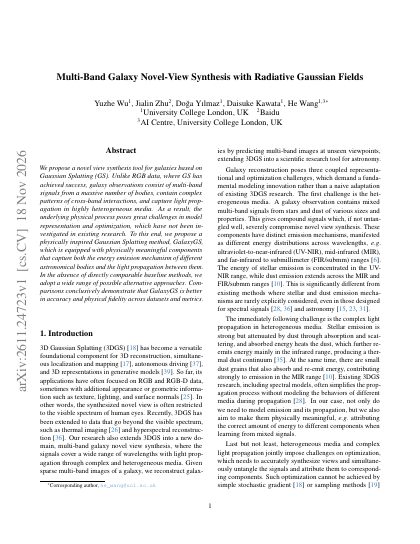 Multi-Band Galaxy Novel-View Synthesis with Radiative Gaussian Fields
Yuzhe Wu¹, Jialin Zhu², Doğa Yılmaz¹, Daisuke Kawata¹, He Wang¹,³*
¹University College London, UK ²Baidu
³AI Centre, University College London, UK
arXiv:2611.24723v1 [cs.CV] 18 Nov 2026
Abstract
We propose a novel view synthesis tool for galaxies based on
Gaussian Splatting (GS). Unlike RGB data, where GS has
achieved success, galaxy observations consist of multi-band
signals from a massive number of bodies, contain complex
patterns of cross-band interactions, and capture light prop-
agation in highly heterogeneous media. As a result, the
underlying physical process poses great challenges in model
representation and optimization, which have not been in-
vestigated in existing research. To this end, we propose a
physically inspired Gaussian Splatting method, GalaxyGS,
which is equipped with physically meaningful components
that capture both the energy emission mechanism of different
astronomical bodies and the light propagation between them.
In the absence of directly comparable baseline methods, we
adopt a wide range of possible alternative approaches. Com-
parisons comprehensively demonstrate that GalaxyGS is better
in accuracy and physical fidelity across datasets and metrics.
1. Introduction
3D Gaussian Splatting (3DGS) [18] has become a versatile
foundational component for 3D reconstruction, simultane-
ous localization and mapping [17], autonomous driving [37],
and 3D representations in generative models [39]. So far, its
applications have often focused on RGB and RGB-D data,
sometimes with additional appearance or geometric informa-
tion such as texture, lighting, and surface normals [25]. In
other words, the synthesized novel view is often restricted
to the visible spectrum of human eyes. Recently, 3DGS has
been extended to data that go beyond the visible spectrum,
such as thermal imaging [26] and hyperspectral reconstruc-
tion [36]. Our research also extends 3DGS into a new do-
main, multi-band galaxy novel view synthesis, where the
signals cover a wide range of wavelengths with light prop-
agation through complex and heterogeneous media. Given
sparse multi-band images of a galaxy, we reconstruct galax-
*Corresponding author,
ies by predicting multi-band images at unseen viewpoints,
extending 3DGS into a scientific research tool for astronomy.
Galaxy reconstruction poses three coupled representational
and optimization challenges, which demand a funda-
mental modeling innovation rather than a naive adaptation
of existing 3DGS research. The first challenge is the het-
erogeneous media. A galaxy observation contains mixed
multi-band signals from stars and dust of various sizes and
properties. This gives compound signals which, if not untan-
gled well, severely compromise novel view synthesis. These
components have distinct emission mechanisms, manifested
as different energy distributions across wavelengths, e.g.
ultraviolet-to-near-infrared (UV-NIR), mid-infrared (MIR),
and far-infrared to submillimeter (FIR/submm) ranges [6].
The energy of stellar emission is concentrated in the UV-
NIR range, while dust emission extends across the MIR and
FIR/submm ranges [10]. This is significantly different from
existing methods where stellar and dust emission mechanisms
are rarely explicitly considered, even in those designed
for spectral signals [28, 36] and astronomy [15, 23, 31].
The immediately following challenge is the complex light
propagation in heterogeneous media. Stellar emission is
strong but attenuated by dust through absorption and scat-
tering, and absorbed energy heats the dust, which further re-
emits energy mainly in the infrared range, producing a ther-
mal dust continuum [35]. At the same time, there are small
dust grains that also absorb and re-emit energy, contributing
strongly to emission in the MIR range [10]. Existing 3DGS
research, including spectral models, often simplifies the prop-
agation process without modeling the behaviors of different
media during propagation [28]. In our case, not only do
we need to model emission and its propagation, but we also
aim to make them physically meaningful, e.g. attributing
the correct amount of energy to different components when
learning from mixed signals.
Last but not least, heterogeneous media and complex
light propagation jointly impose challenges on optimization,
which needs to accurately synthesize views and simultane-
ously untangle the signals and attribute them to correspond-
ing components. Such optimization cannot be achieved by
simple stochastic gradient [18] or sampling methods [19]
1